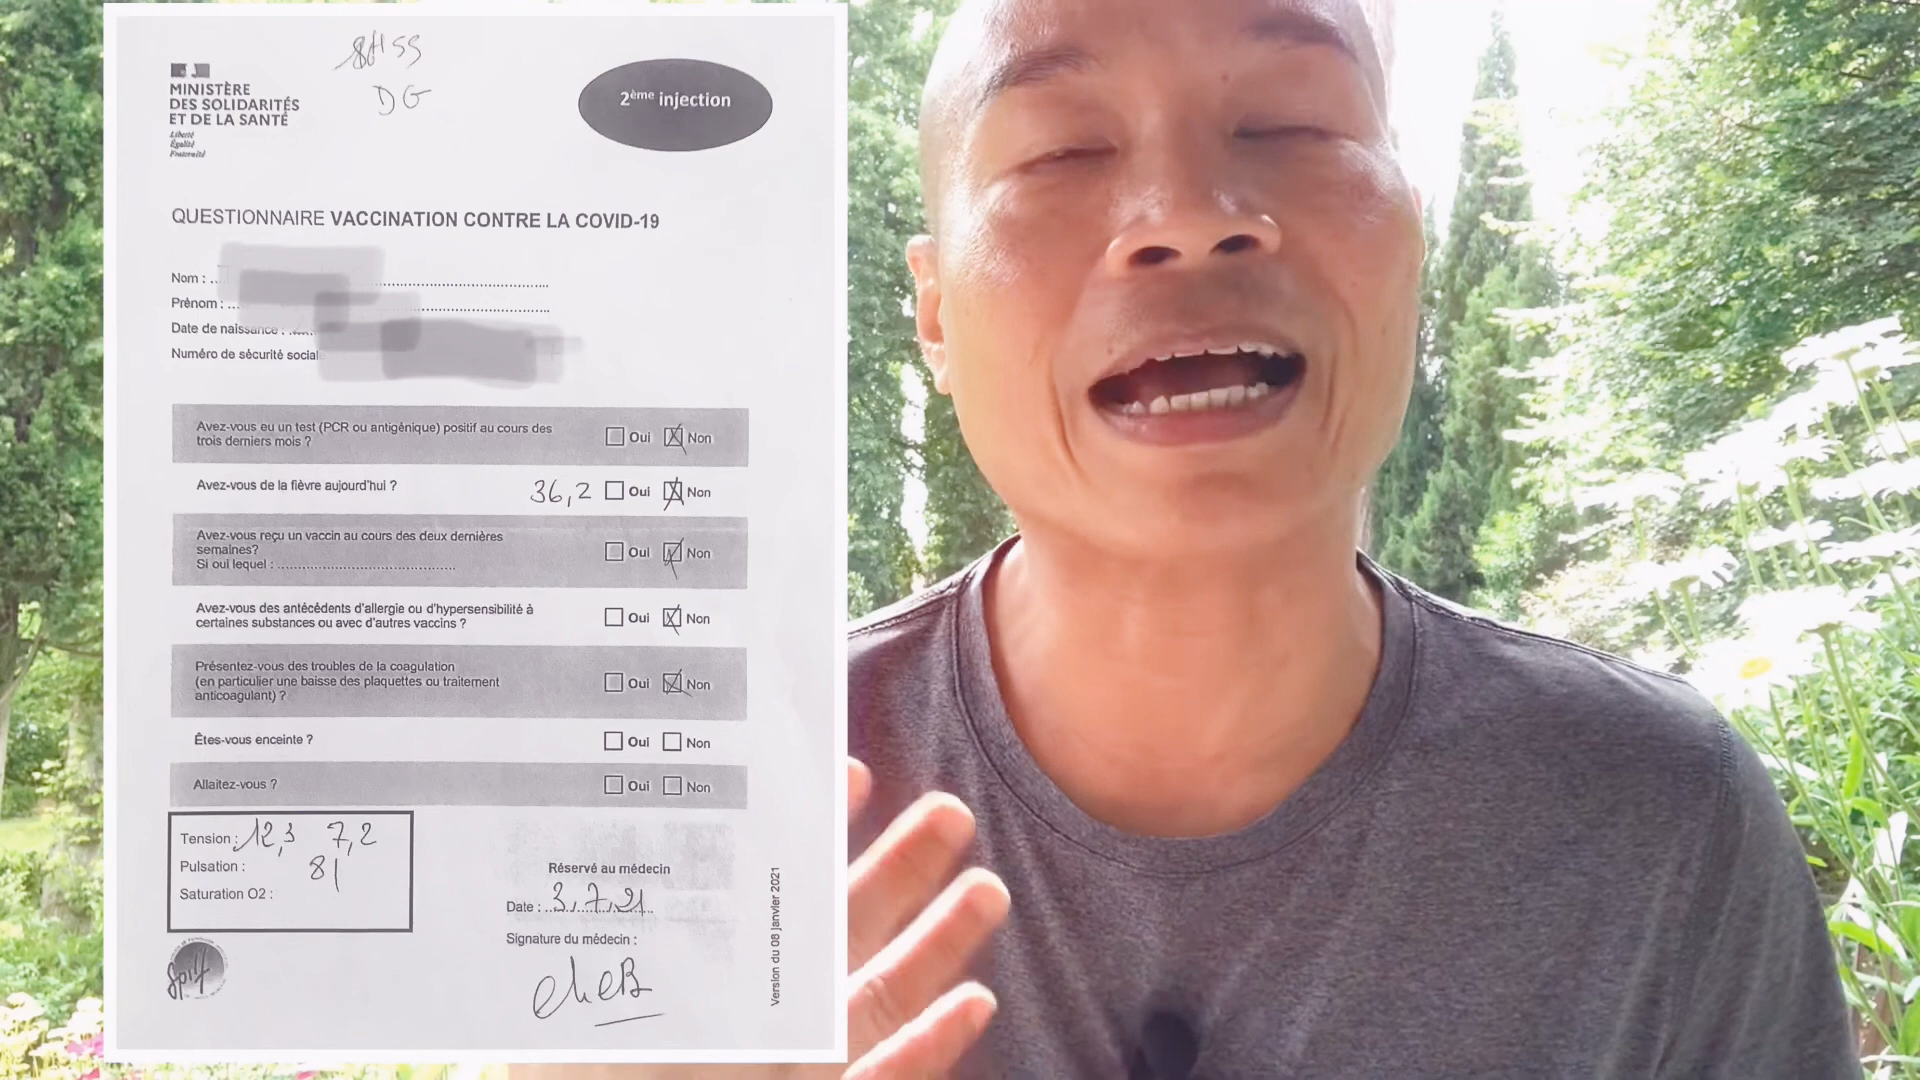 18H55
DG
MINISTÈRE
DES SOLIDARITÉS
ET DE LA SANTÉ
Liberté
Égalité
Fraternité
2ème injection
QUESTIONNAIRE VACCINATION CONTRE LA COVID-19
Nom :
Prénom :
Date de naissance :
Numéro de sécurité social
Avez-vous eu un test (PCR ou antigénique) positif au cours des
trois derniers mois ?
Oui Non
Avez-vous de la fièvre aujourd'hui ? 36,2 Oui Non
Avez-vous reçu un vaccin au cours des deux dernières
semaines?
Si oui lequel :
Oui Non
Avez-vous des antécédents d'allergie ou d'hypersensibilité à
certaines substances ou avec d'autres vaccins ?
Oui Non
Présentez-vous des troubles de la coagulation
(en particulier une baisse des plaquettes ou traitement
anticoagulant) ?
Oui Non
Êtes-vous enceinte ? Oui Non
Allaitez-vous ? Oui Non
Tension : 12,3 7,2
Pulsation : 81
Saturation O2 :
Réservé au médecin
Date : 3.7.21
Signature du médecin :
Spilf
Version du 08 janvier 2021